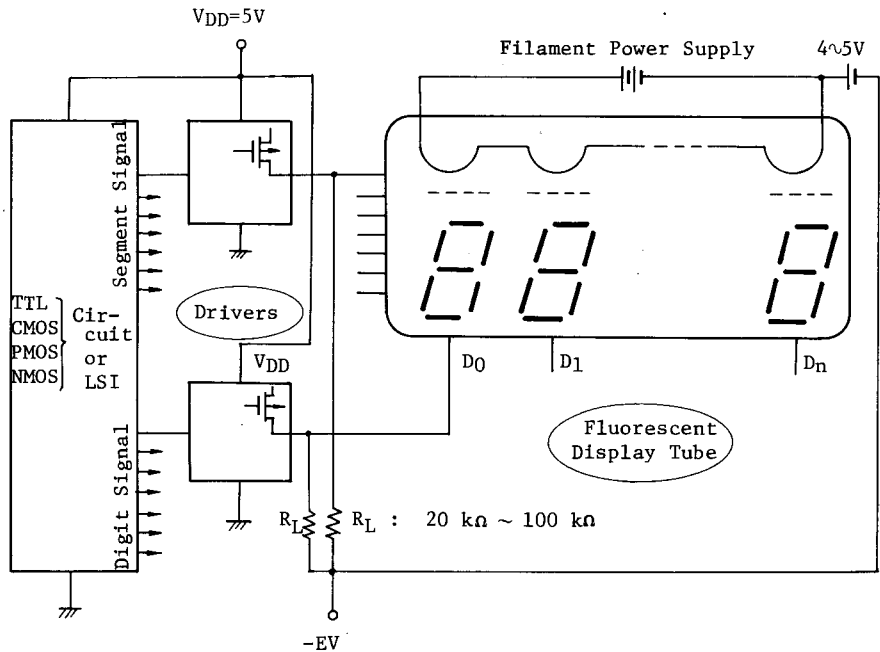 VDD=5V
Filament Power Supply
4~5V
Segment Signal
Drivers
TTL
CMOS
PMOS
NMOS
Cir-
cuit
or
LSI
VDD
D0
D1
Dn
Digit Signal
Fluorescent
Display Tube
RL
RL : 20 kΩ ~ 100 kΩ
-EV